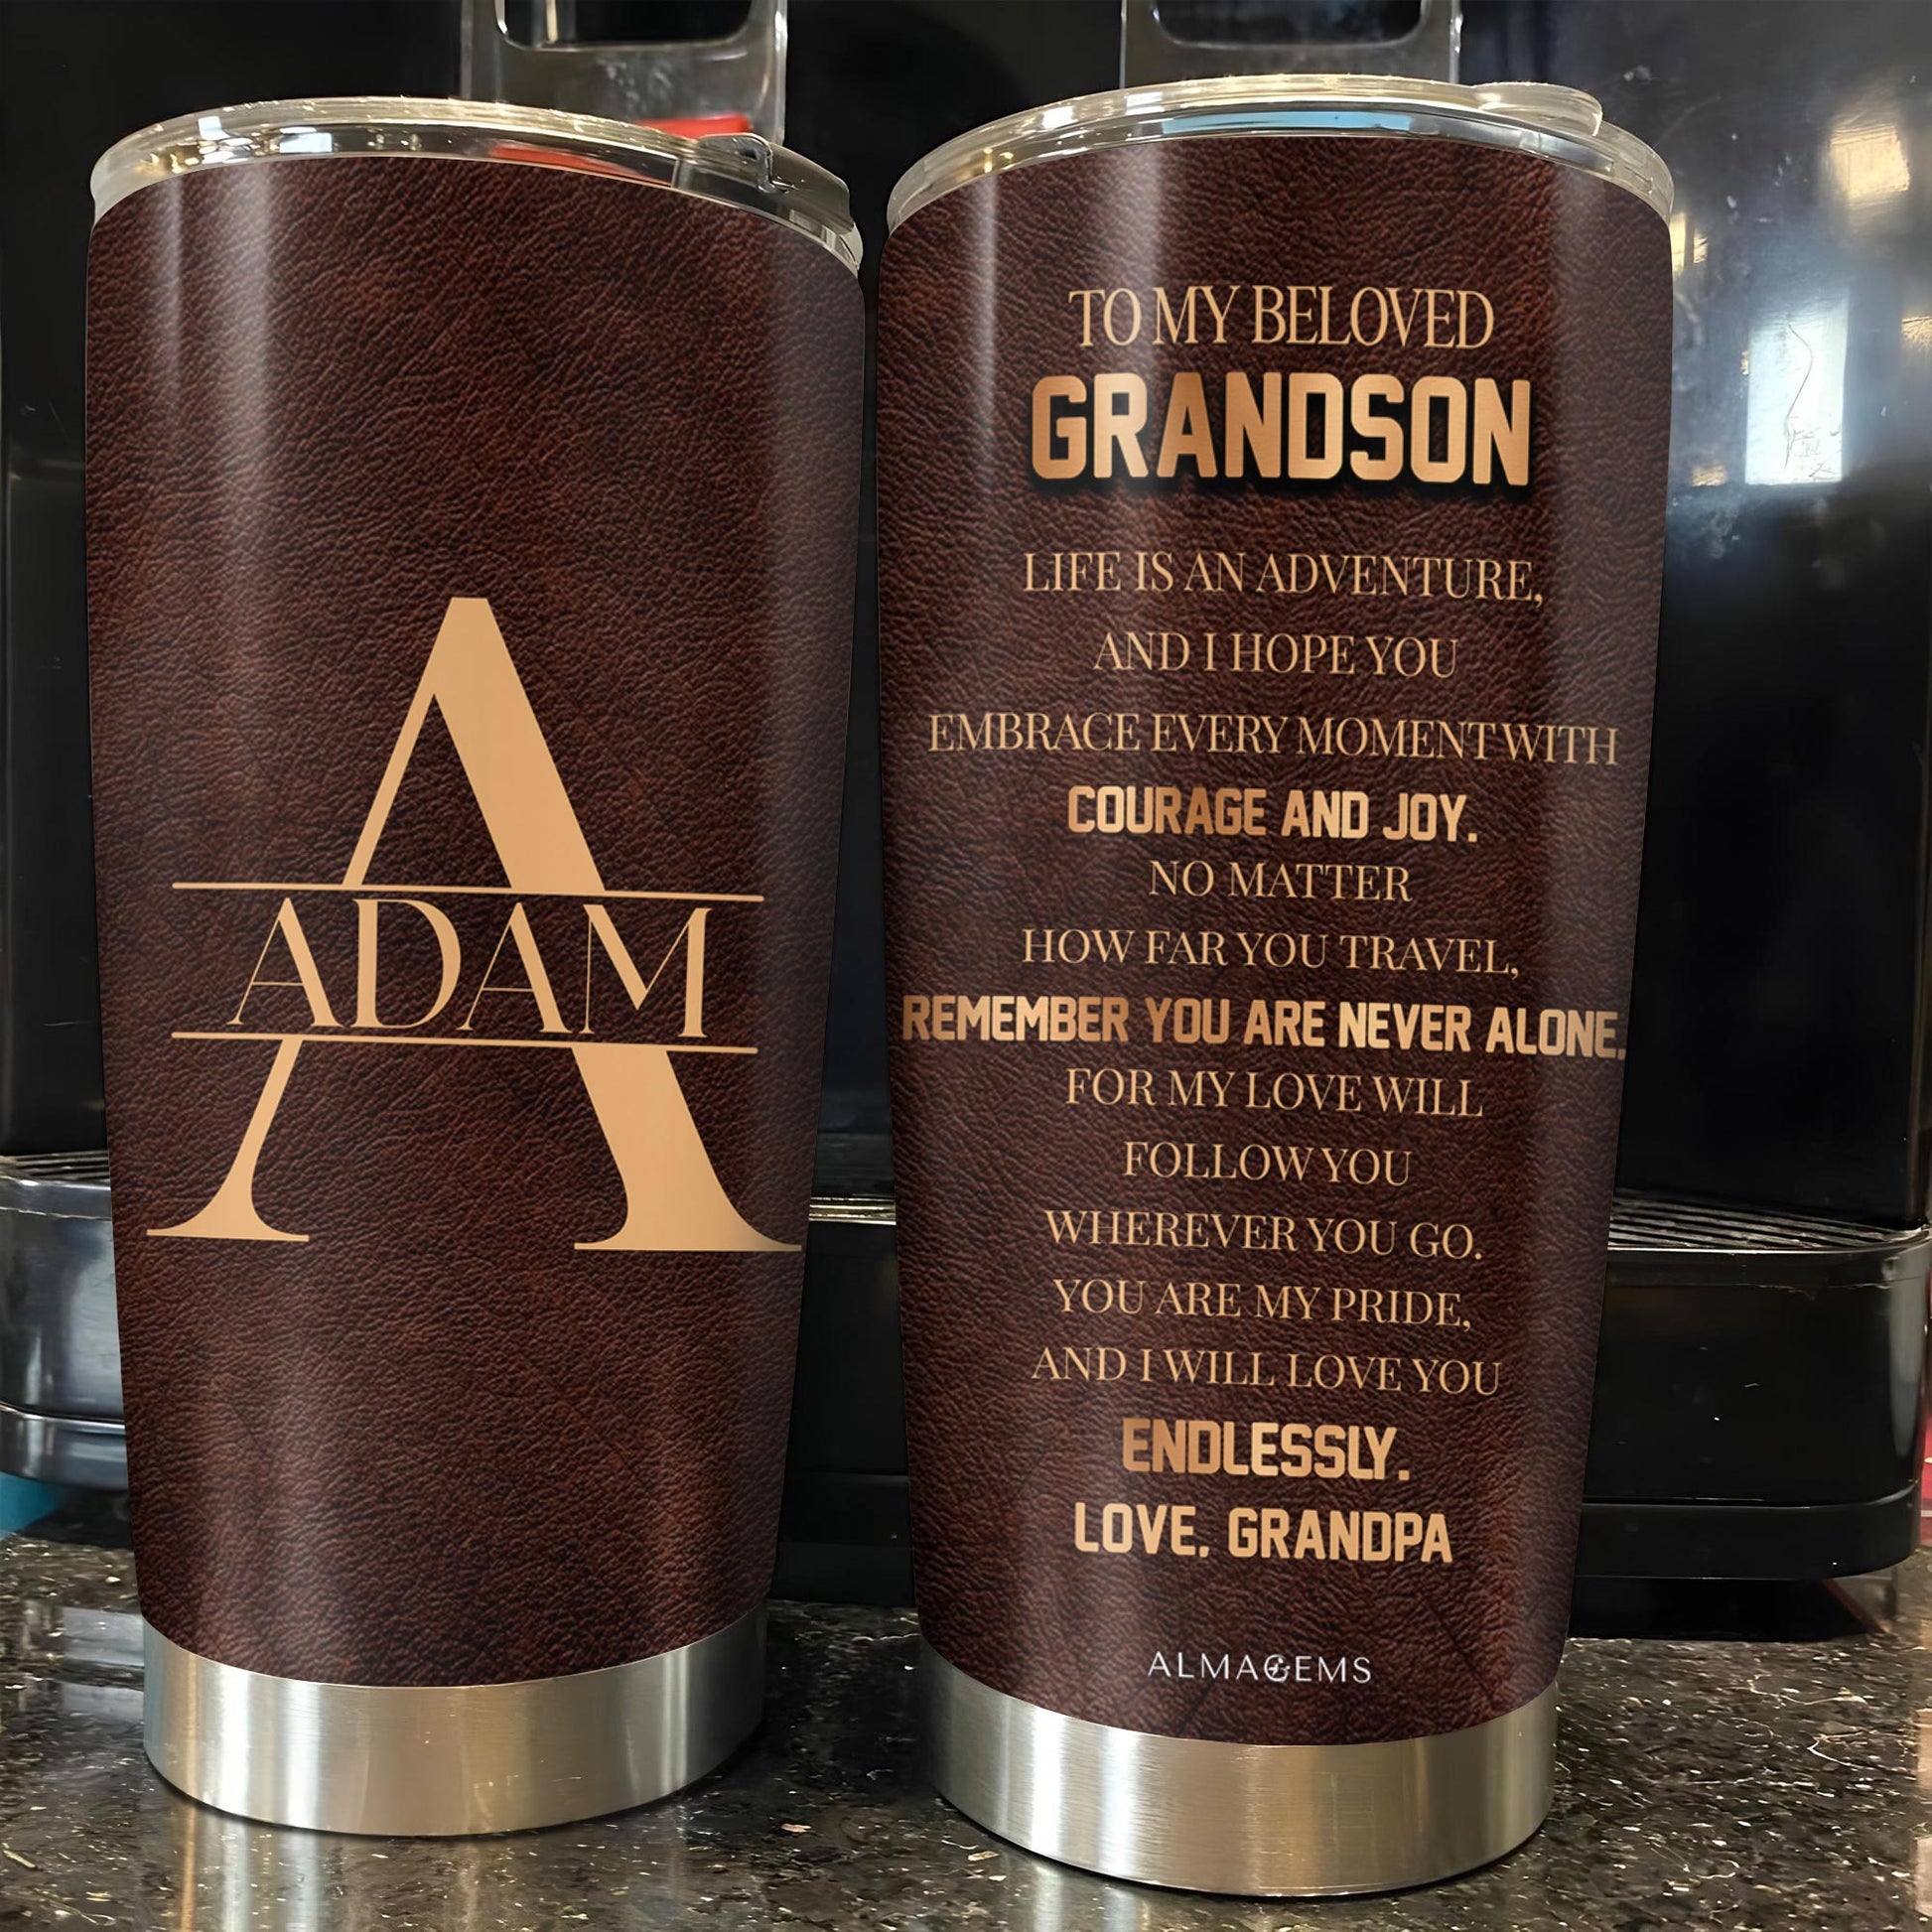 A
ADAM
TO MY BELOVED
GRANDSON
LIFE IS AN ADVENTURE,
AND I HOPE YOU
EMBRACE EVERY MOMENT WITH
COURAGE AND JOY.
NO MATTER
HOW FAR YOU TRAVEL,
REMEMBER YOU ARE NEVER ALONE.
FOR MY LOVE WILL
FOLLOW YOU
WHEREVER YOU GO.
YOU ARE MY PRIDE,
AND I WILL LOVE YOU
ENDLESSLY.
LOVE, GRANDPA
ALMAGEMS